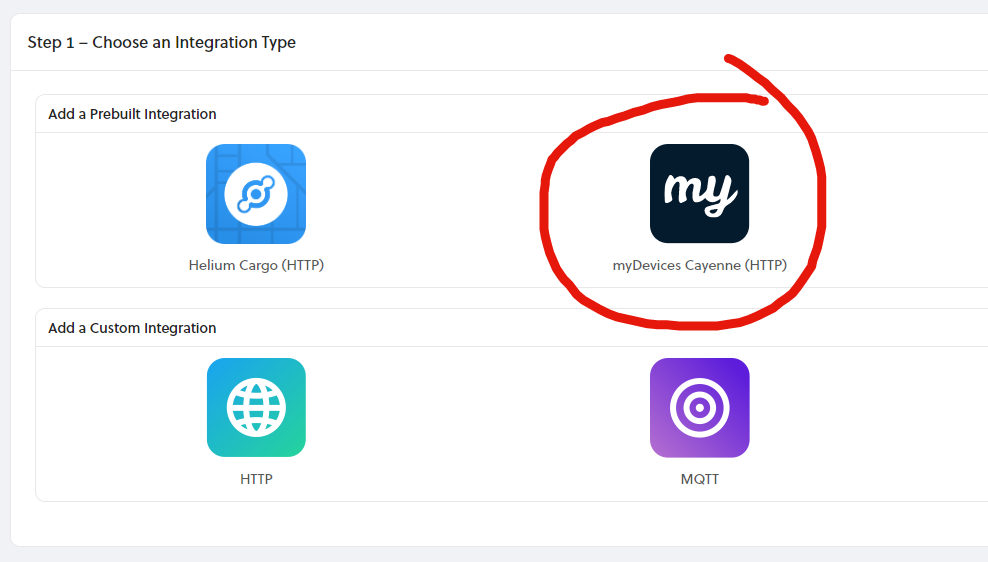 Step 1 – Choose an Integration Type
Add a Prebuilt Integration
my
Helium Cargo (HTTP)
myDevices Cayenne (HTTP)
Add a Custom Integration
HTTP
MQTT